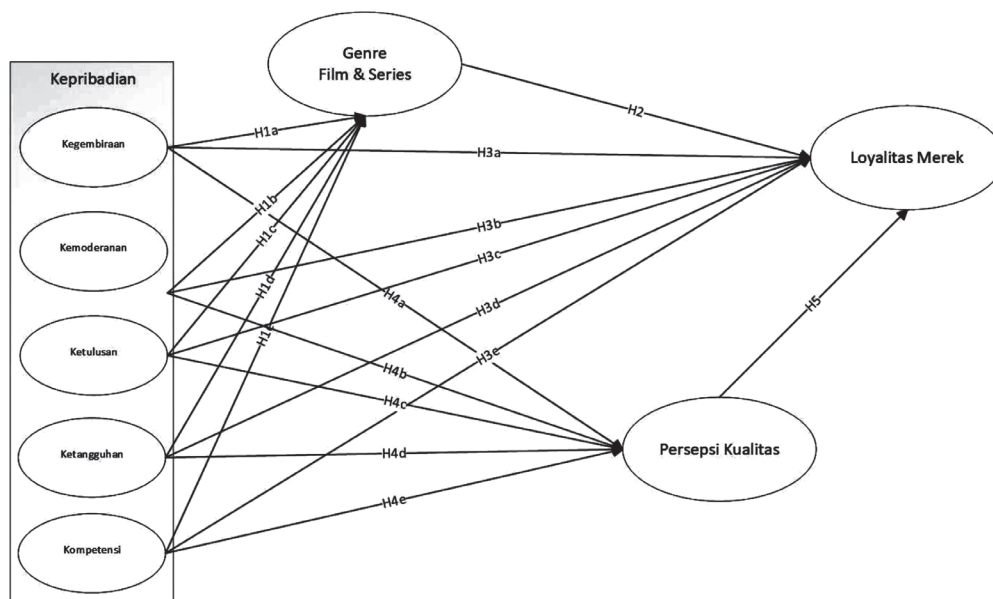 Genre
Film & Series
Kepribadian
Kegembiraan
Kemoderanan
Ketulusan
Ketangguhan
Kompetensi
Loyalitas Merek
Persepsi Kualitas
H1a
H2
H3a
H1b
H3b
H1c
H3c
H1d
H4a
H3d
H5
H1e
H3e
H4b
H4c
H4d
H4e